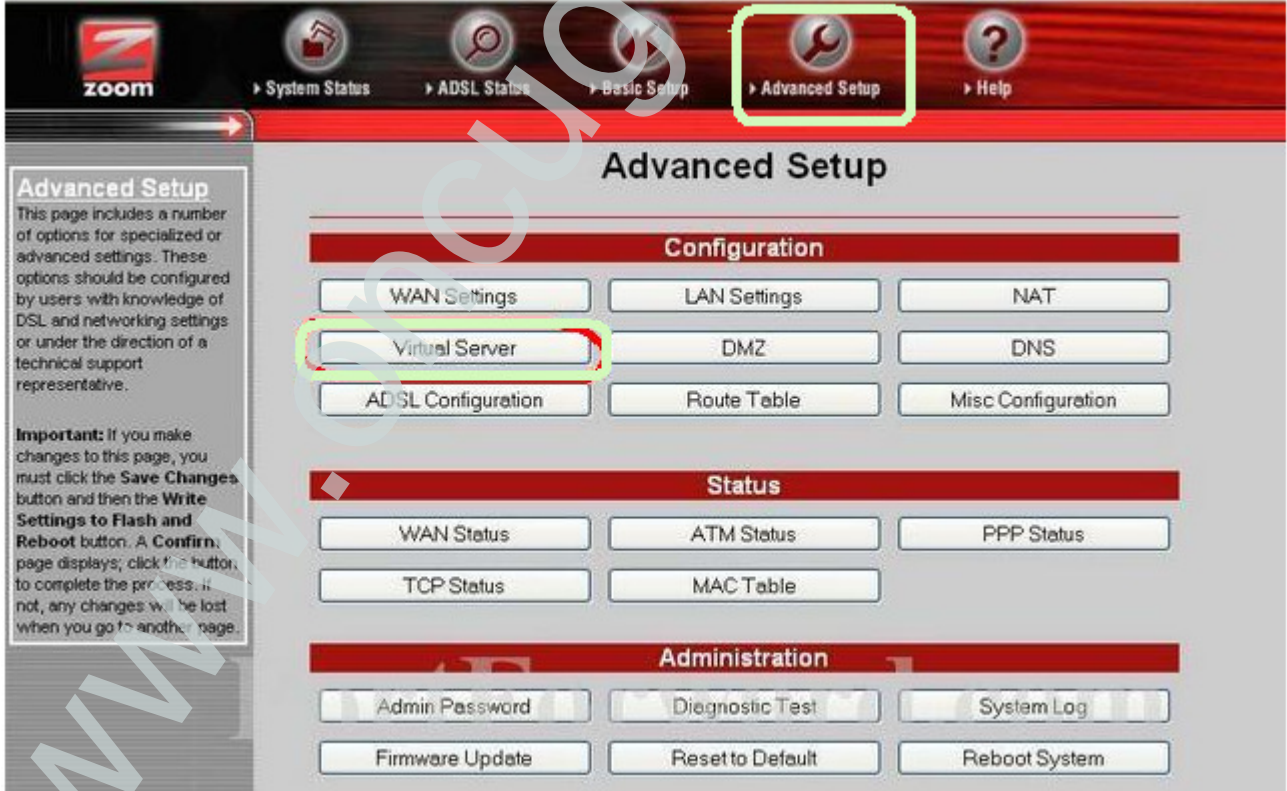 zoom
System Status
ADSL Status
Basic Setup
Advanced Setup
Help
Advanced Setup
This page includes a number
of options for specialized or
advanced settings. These
options should be configured
by users with knowledge of
DSL and networking settings
or under the direction of a
technical support
representative.
Important: If you make
changes to this page, you
must click the Save Changes
button and then the Write
Settings to Flash and
Reboot button. A Confirm
page displays; click the button
to complete the process. If
not, any changes will be lost
when you go to another page.
Advanced Setup
Configuration
WAN Settings
LAN Settings
NAT
Virtual Server
DMZ
DNS
ADSL Configuration
Route Table
Misc Configuration
Status
WAN Status
ATM Status
PPP Status
TCP Status
MAC Table
Administration
Admin Password
Diagnostic Test
System Log
Firmware Update
Reset to Default
Reboot System